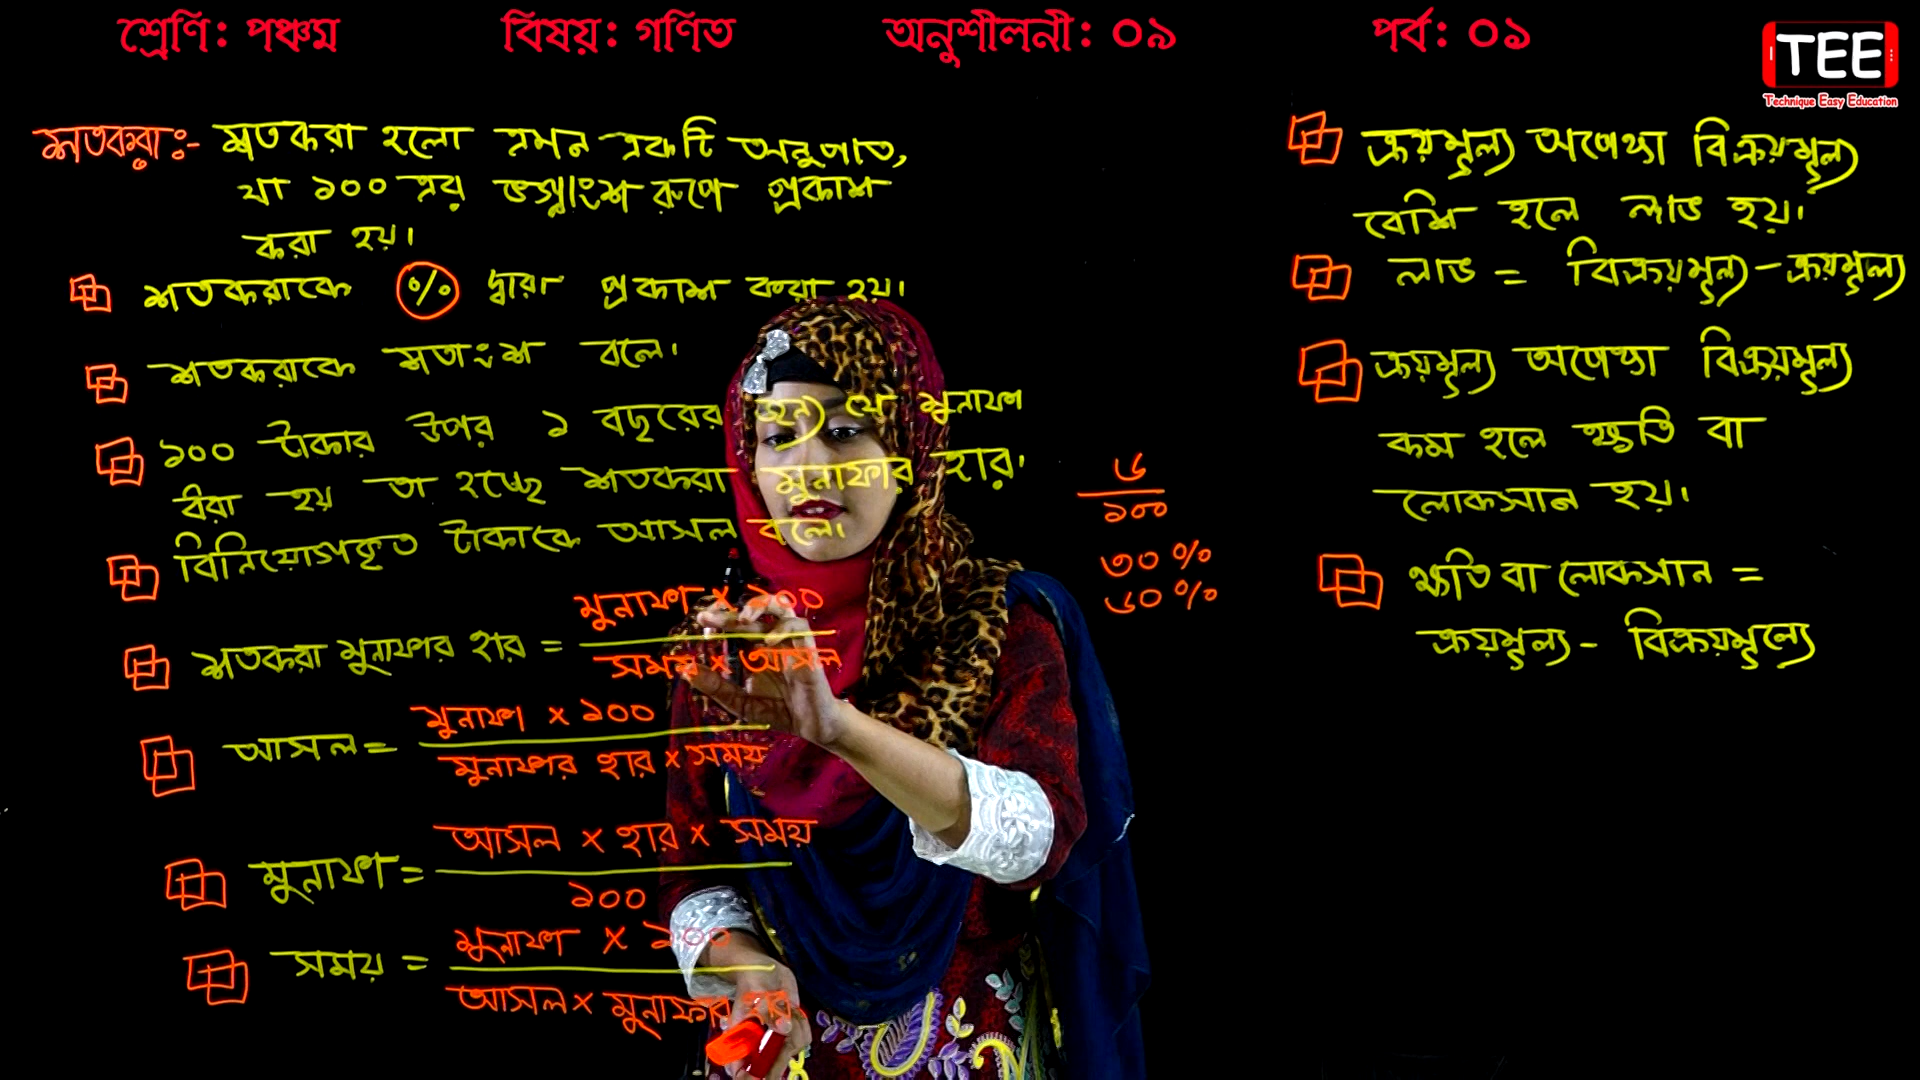 শ্রেণি: পঞ্চম বিষয়: গণিত অনুশীলনী: ০৯ পর্ব: ০১
TEE
Technique Easy Education
শতকরাঃ- শতকরা হলো এমন একটি অনুপাত,
যা ১০০ এর ভগ্নাংশ রুপে প্রকাশ
করা হয়।
শতকরাকে % দ্বারা প্রকাশ করা হয়।
শতকরাকে শতাংশ বলে।
১০০ টাকার উপর ১ বছরের জন্য যে মুনাফা
ধরা হয় তা হচ্ছে শতকরা মুনাফার হার।
বিনিয়োগকৃত টাকাকে আসল বলে।
শতকরা মুনাফার হার = মুনাফা x ১০০
সময় x আসল
আসল = মুনাফা x ১০০
মুনাফার হার x সময়
মুনাফা = আসল x হার x সময়
১০০
সময় = মুনাফা x ১০০
আসল x মুনাফার হার
৬
১০০
৩০%
৬০%
ক্রয়মূল্য অপেক্ষা বিক্রয়মূল্য
বেশি হলে লাভ হয়।
লাভ = বিক্রয়মূল্য - ক্রয়মূল্য
ক্রয়মূল্য অপেক্ষা বিক্রয়মূল্য
কম হলে ক্ষতি বা
লোকসান হয়।
ক্ষতি বা লোকসান =
ক্রয়মূল্য - বিক্রয়মূল্যে